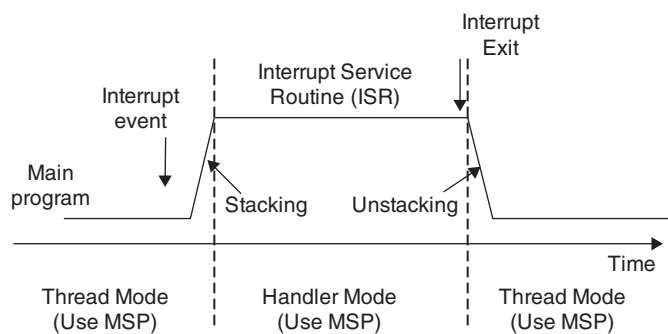 Interrupt
Exit
Interrupt Service
Routine (ISR)
Interrupt
event
Main
program
Stacking
Unstacking
Time
Thread Mode
(Use MSP)
Handler Mode
(Use MSP)
Thread Mode
(Use MSP)